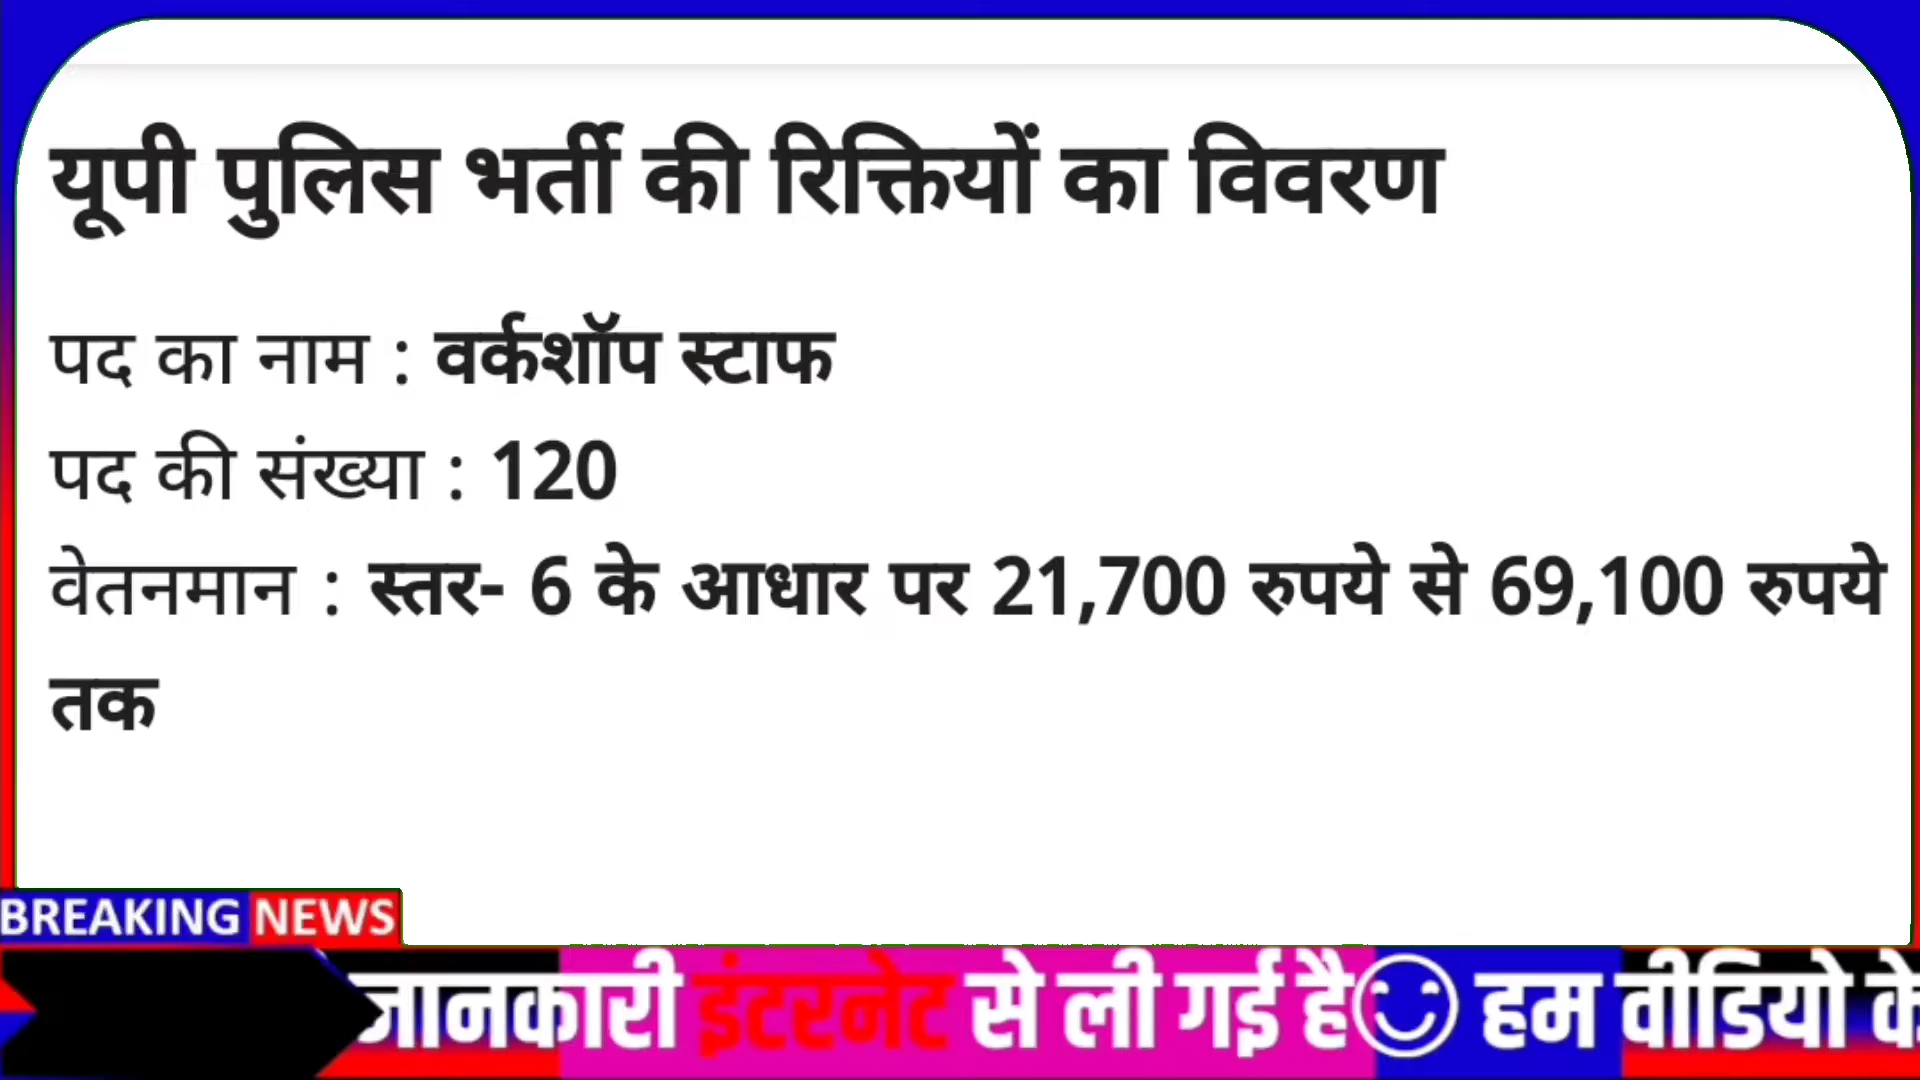 यूपी पुलिस भर्ती की रिक्तियों का विवरण
पद का नाम : वर्कशॉप स्टाफ
पद की संख्या : 120
वेतनमान : स्तर- 6 के आधार पर 21,700 रुपये से 69,100 रुपये
तक
BREAKING NEWS
जानकारी इंटरनेट से ली गई है😊 हम वीडियो के